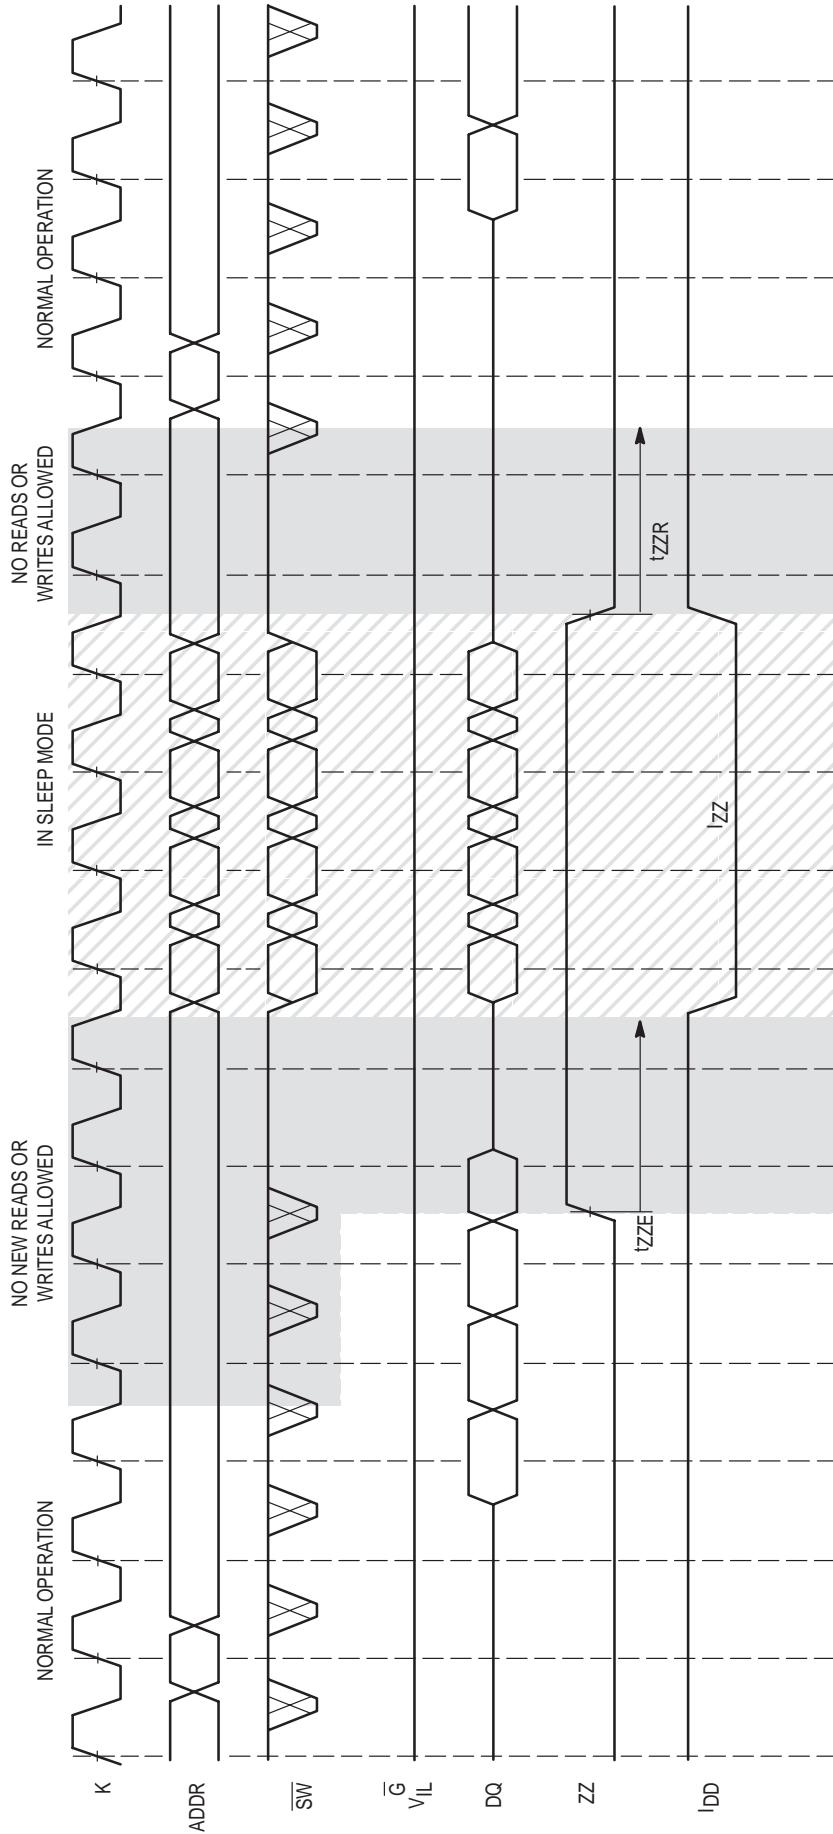 NORMAL OPERATION
NO NEW READS OR
WRITES ALLOWED
IN SLEEP MODE
NO READS OR
WRITES ALLOWED
NORMAL OPERATION
K
ADDR
S̅W̅
G̅
VIL
DQ
ZZ
tZZE
tZZR
IDD
IZZ